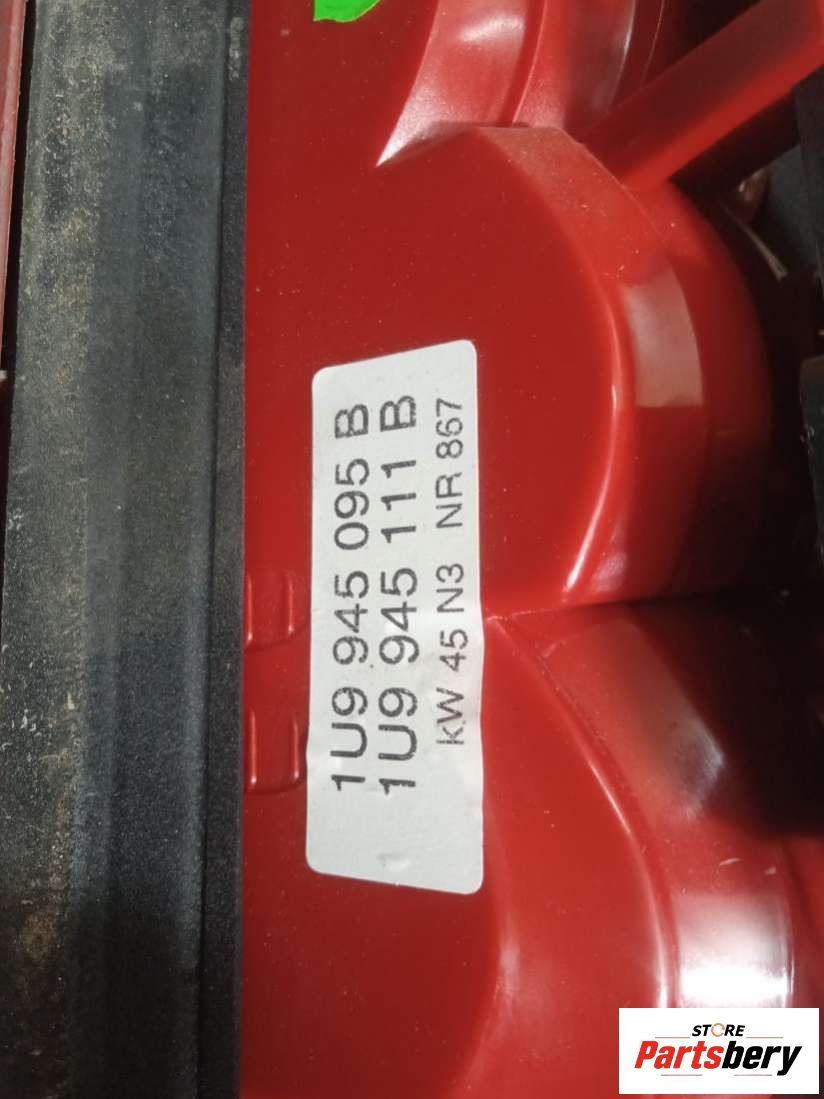 1U9 945 095 B
1U9 945 111 B
KW 45 N3 NR 867
STORE
Partsbery